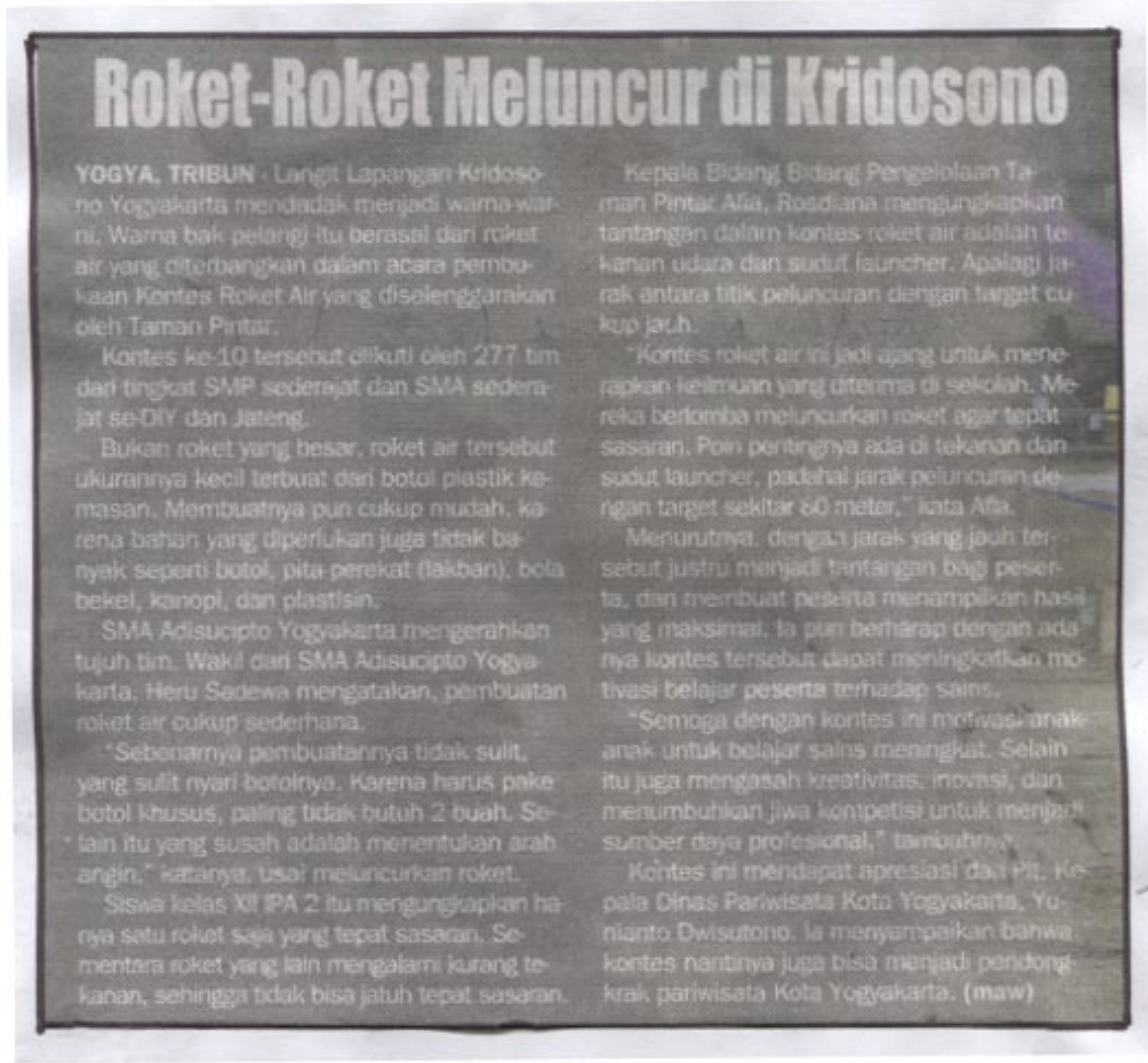 Roket-Roket Meluncur di Kridosono
YOGYA, TRIBUN - Langit Lapangan Kridoso-
no Yogyakarta mendadak menjadi warna-war-
ni. Warna bak pelangi itu berasal dari roket
air yang diterbangkan dalam acara pembu-
kaan Kontes Roket Air yang diselenggarakan
oleh Taman Pintar.
Kontes ke-10 tersebut diikuti oleh 277 tim
dari tingkat SMP sederajat dan SMA sedera-
jat se-DIY dan Jateng.
Bukan roket yang besar, roket air tersebut
ukurannya kecil terbuat dari botol plastik ke-
masan. Membuatnya pun cukup mudah, ka-
rena bahan yang diperlukan juga tidak ba-
nyak seperti botol, pita perekat (lakban), bola
bekel, kanopi, dan plastisin.
SMA Adisucipto Yogyakarta mengerahkan
tujuh tim. Wakil dari SMA Adisucipto Yogya-
karta, Heru Sadewa mengatakan, pembuatan
roket air cukup sederhana.
"Sebenarnya pembuatannya tidak sulit,
yang sulit nyari botolnya. Karena harus pake
botol khusus, paling tidak butuh 2 buah. Se-
lain itu yang susah adalah menentukan arah
angin," katanya, usai meluncurkan roket.
Siswa kelas XII IPA 2 itu mengungkapkan ha-
nya satu roket saja yang tepat sasaran. Se-
mentara roket yang lain mengalami kurang te-
kanan, sehingga tidak bisa jatuh tepat sasaran.
Kepala Bidang Bidang Pengelolaan Ta-
man Pintar Afia, Rosdiana mengungkapkan
tantangan dalam kontes roket air adalah te-
kanan udara dan sudut launcher. Apalagi ja-
rak antara titik peluncuran dengan target cu-
kup jauh.
"Kontes roket air ini jadi ajang untuk mene-
rapkan keilmuan yang diterima di sekolah. Me-
reka berlomba meluncurkan roket agar tepat
sasaran. Poin pentingnya ada di tekanan dan
sudut launcher, padahal jarak peluncuran de-
ngan target sekitar 60 meter," kata Afia.
Menurutnya, dengan jarak yang jauh ter-
sebut justru menjadi tantangan bagi peser-
ta, dan membuat peserta menampilkan hasil
yang maksimal. Ia pun berharap dengan ada-
nya kontes tersebut dapat meningkatkan mo-
tivasi belajar peserta terhadap sains.
"Semoga dengan kontes ini motivasi anak-
anak untuk belajar sains meningkat. Selain
itu juga mengasah kreativitas, inovasi, dan
menumbuhkan jiwa kompetisi untuk menjadi
sumber daya profesional," tambahnya.
Kontes ini mendapat apresiasi dari Plt. Ke-
pala Dinas Pariwisata Kota Yogyakarta, Yu-
nianto Dwisutono. Ia menyampaikan bahwa
kontes nantinya juga bisa menjadi pendong-
krak pariwisata Kota Yogyakarta. (maw)